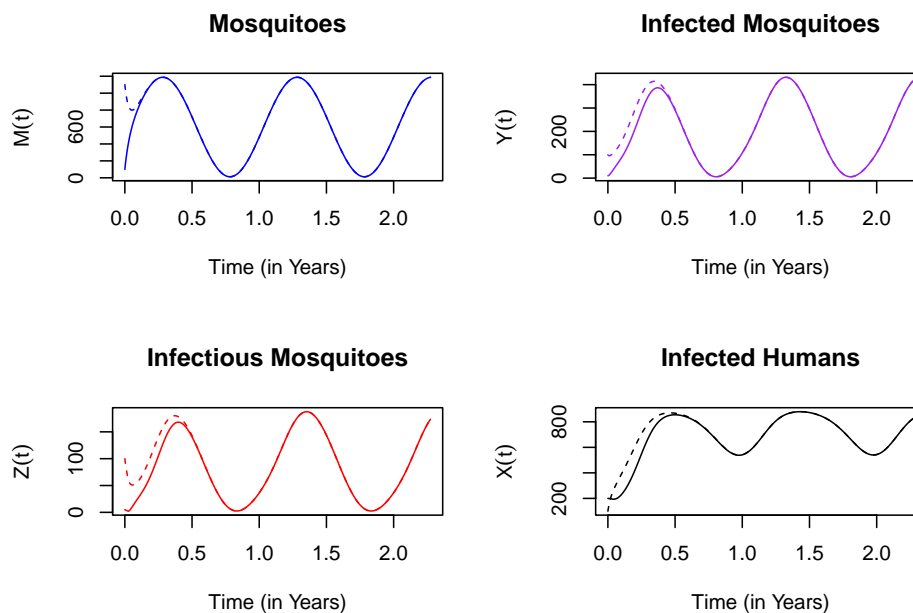 Mosquitoes
M(t)
600
0
0.0 0.5 1.0 1.5 2.0
Time (in Years)
Infected Mosquitoes
Y(t)
200
0
0.0 0.5 1.0 1.5 2.0
Time (in Years)
Infectious Mosquitoes
Z(t)
100
0
0.0 0.5 1.0 1.5 2.0
Time (in Years)
Infected Humans
X(t)
800
200
0.0 0.5 1.0 1.5 2.0
Time (in Years)